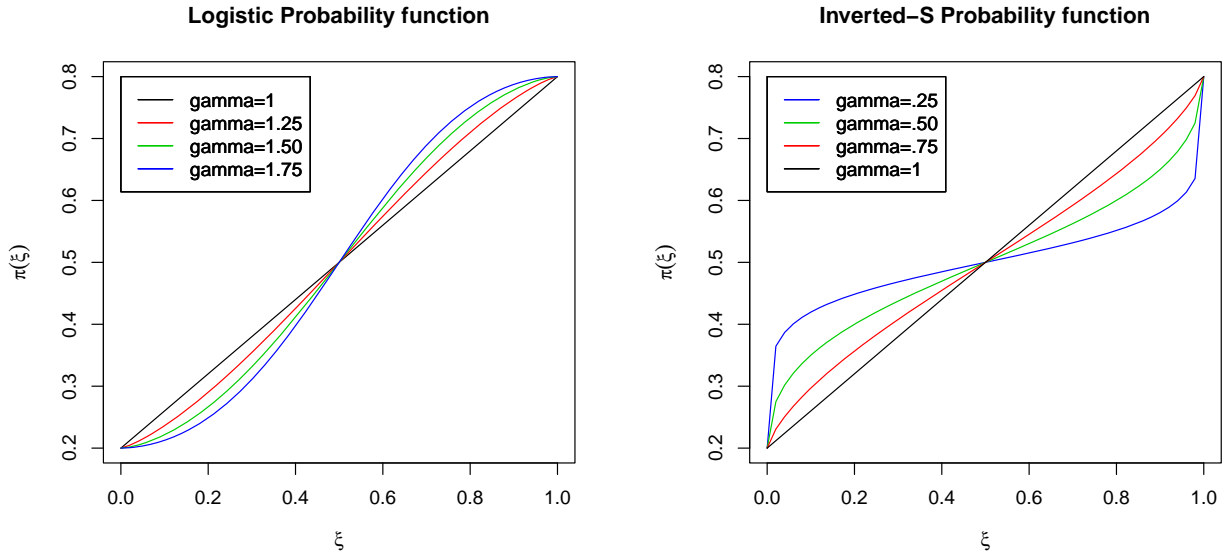 Logistic Probability function
gamma=1
gamma=1.25
gamma=1.50
gamma=1.75
π(ξ)
0.2 0.3 0.4 0.5 0.6 0.7 0.8
0.0 0.2 0.4 0.6 0.8 1.0
ξ
Inverted−S Probability function
gamma=.25
gamma=.50
gamma=.75
gamma=1
π(ξ)
0.2 0.3 0.4 0.5 0.6 0.7 0.8
0.0 0.2 0.4 0.6 0.8 1.0
ξ